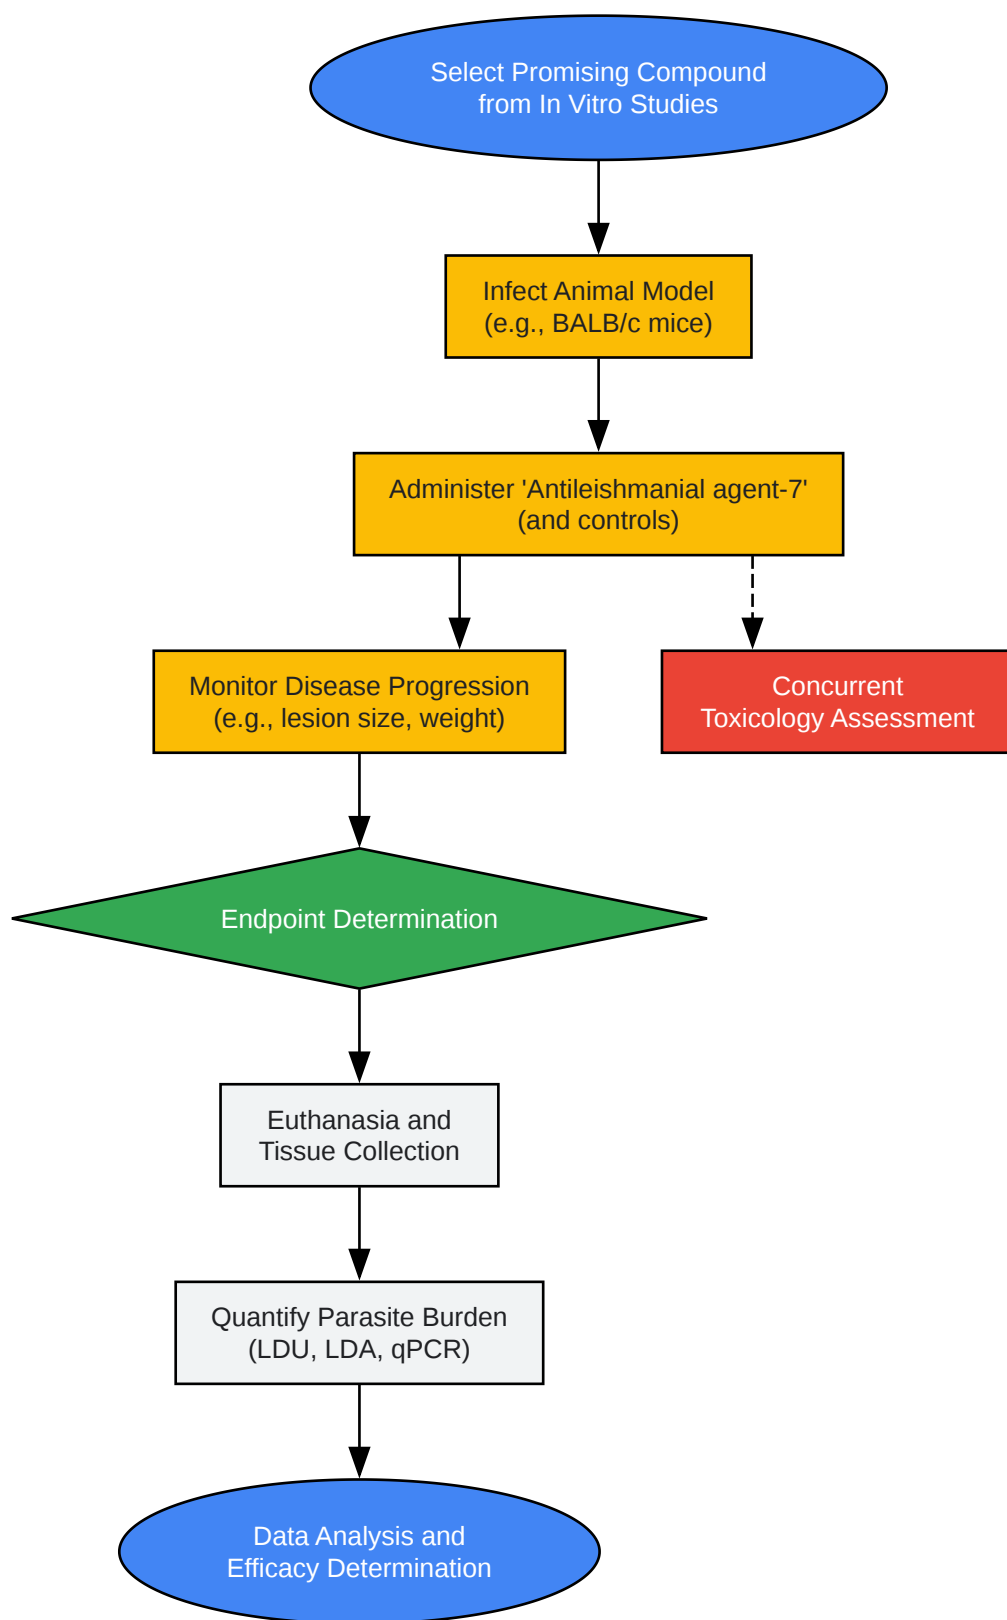 Select Promising Compound
from In Vitro Studies
Infect Animal Model
(e.g., BALB/c mice)
Administer 'Antileishmanial agent-7'
(and controls)
Monitor Disease Progression
(e.g., lesion size, weight)
Concurrent
Toxicology Assessment
Endpoint Determination
Euthanasia and
Tissue Collection
Quantify Parasite Burden
(LDU, LDA, qPCR)
Data Analysis and
Efficacy Determination